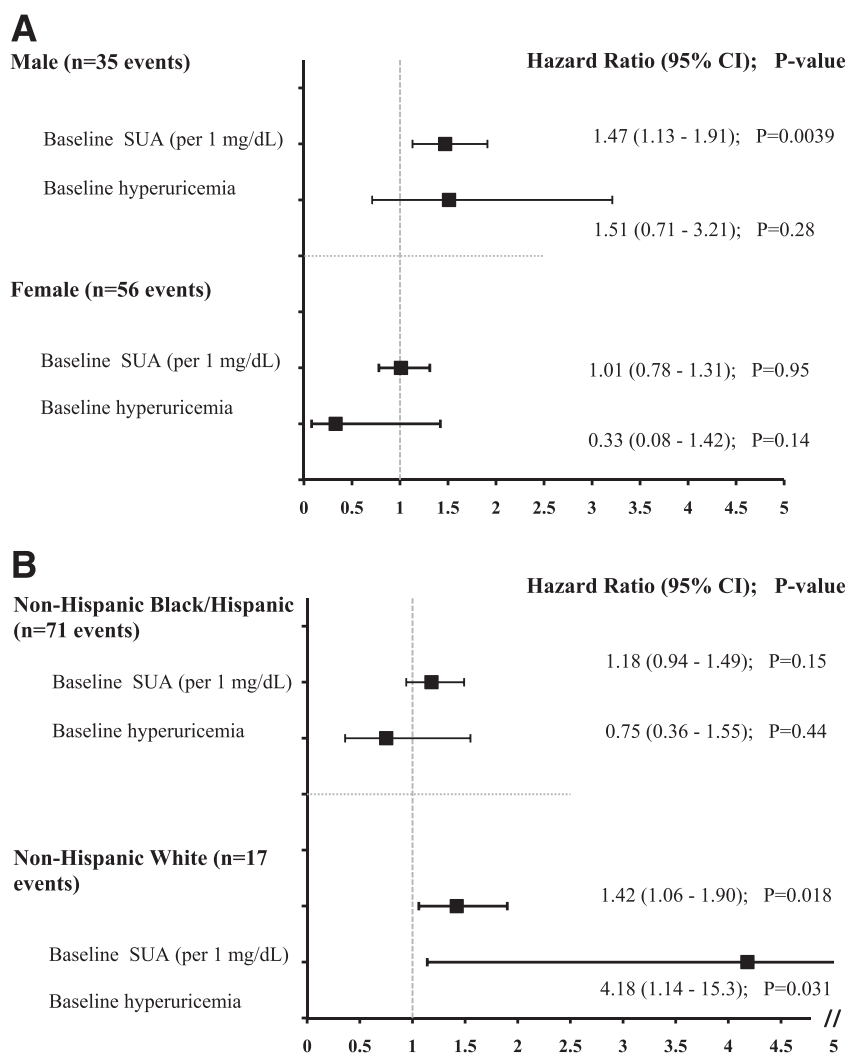 A
Male (n=35 events)
Hazard Ratio (95% CI); P-value
Baseline SUA (per 1 mg/dL)
1.47 (1.13 - 1.91); P=0.0039
Baseline hyperuricemia
1.51 (0.71 - 3.21); P=0.28
Female (n=56 events)
Baseline SUA (per 1 mg/dL)
1.01 (0.78 - 1.31); P=0.95
Baseline hyperuricemia
0.33 (0.08 - 1.42); P=0.14
0 0.5 1 1.5 2 2.5 3 3.5 4 4.5 5
B
Hazard Ratio (95% CI); P-value
Non-Hispanic Black/Hispanic
(n=71 events)
1.18 (0.94 - 1.49); P=0.15
Baseline SUA (per 1 mg/dL)
Baseline hyperuricemia
0.75 (0.36 - 1.55); P=0.44
Non-Hispanic White (n=17
events)
1.42 (1.06 - 1.90); P=0.018
Baseline SUA (per 1 mg/dL)
4.18 (1.14 - 15.3); P=0.031
Baseline hyperuricemia
//
0 0.5 1 1.5 2 2.5 3 3.5 4 4.5 5